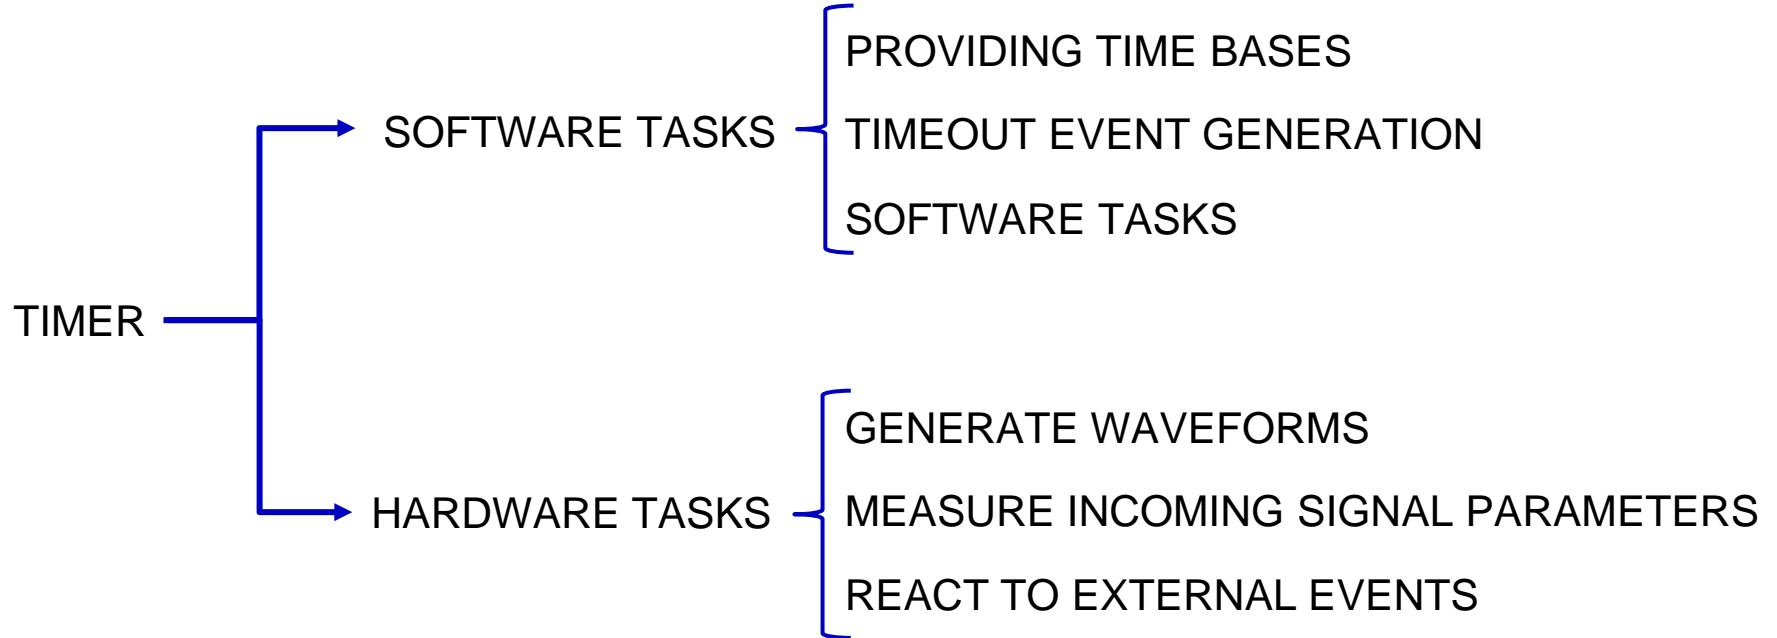 TIMER
SOFTWARE TASKS
PROVIDING TIME BASES
TIMEOUT EVENT GENERATION
SOFTWARE TASKS
HARDWARE TASKS
GENERATE WAVEFORMS
MEASURE INCOMING SIGNAL PARAMETERS
REACT TO EXTERNAL EVENTS